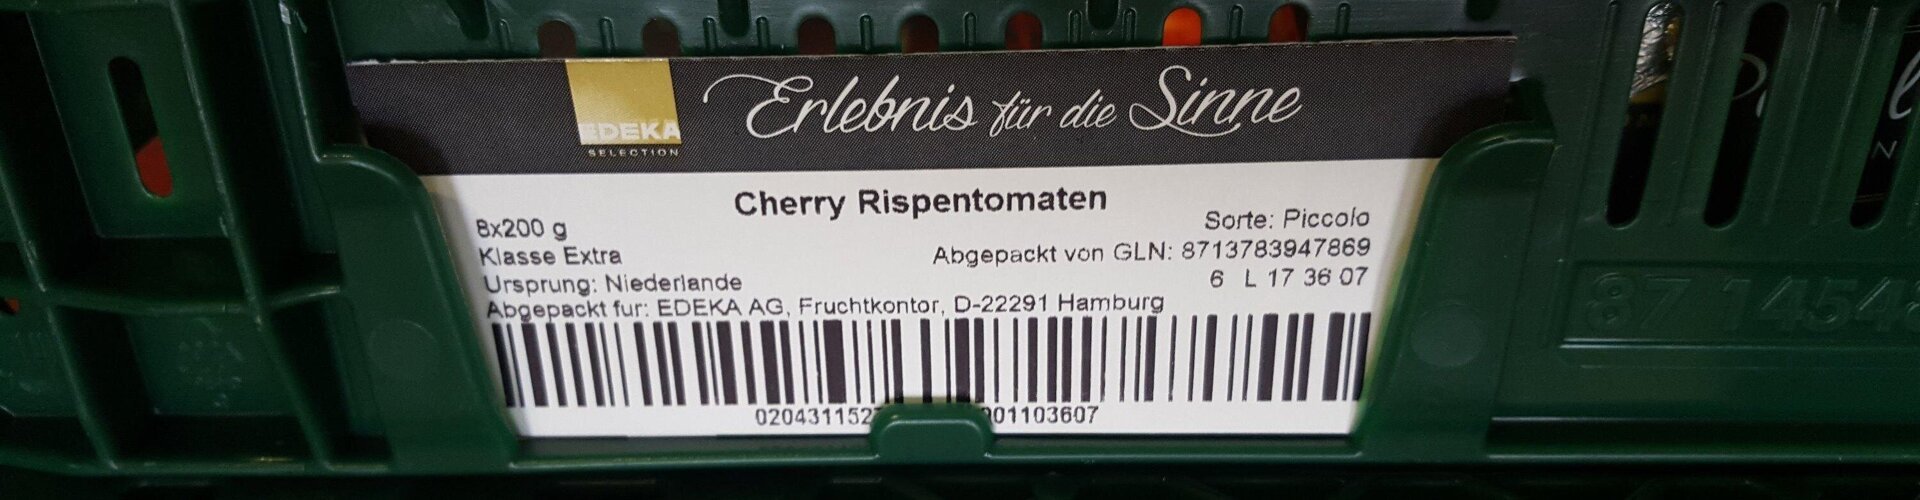 EDEKA
SELECTION
Erlebnis für die Sinne
Cherry Rispentomaten
8x200 g
Sorte: Piccolo
Klasse Extra
Abgepackt von GLN: 8713783947869
Ursprung: Niederlande
6 L 17 36 07
Abgepackt fur: EDEKA AG, Fruchtkontor, D-22291 Hamburg